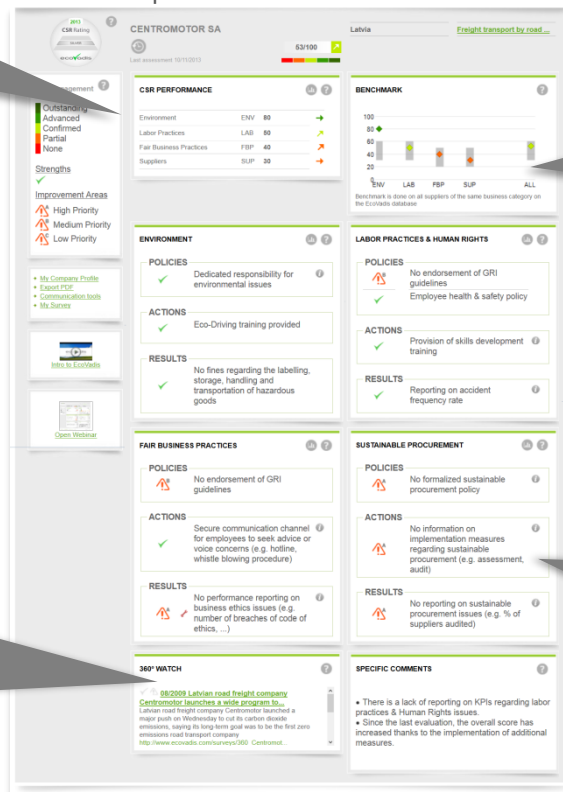 2013
CSR Rating
SILVER
ecovadis
CENTROMOTOR SA
Last assessment 10/11/2013
53/100
Latvia
Freight transport by road ...
Outstanding
Advanced
Confirmed
Partial
None
Strengths
Improvement Areas
High Priority
Medium Priority
Low Priority
My Company Profile
Export PDF
Communication tools
My Survey
Intro to EcoVadis
Open Webinar
CSR PERFORMANCE
Environment ENV 80
Labor Practices LAB 50
Fair Business Practices FBP 40
Suppliers SUP 30
BENCHMARK
100
80
60
40
20
0
ENV LAB FBP SUP ALL
Benchmark is done on all suppliers of the same business category on
the EcoVadis database
ENVIRONMENT
POLICIES
Dedicated responsibility for
environmental issues
ACTIONS
Eco-Driving training provided
RESULTS
No fines regarding the labelling,
storage, handling and
transportation of hazardous
goods
LABOR PRACTICES & HUMAN RIGHTS
POLICIES
No endorsement of GRI
guidelines
Employee health & safety policy
ACTIONS
Provision of skills development
training
RESULTS
Reporting on accident
frequency rate
FAIR BUSINESS PRACTICES
POLICIES
No endorsement of GRI
guidelines
ACTIONS
Secure communication channel
for employees to seek advice or
voice concerns (e.g. hotline,
whistle blowing procedure)
RESULTS
No performance reporting on
business ethics issues (e.g.
number of breaches of code of
ethics, ...)
SUSTAINABLE PROCUREMENT
POLICIES
No formalized sustainable
procurement policy
ACTIONS
No information on
implementation measures
regarding sustainable
procurement (e.g. assessment,
audit)
RESULTS
No reporting on sustainable
procurement issues (e.g. % of
suppliers audited)
360° WATCH
08/2009 Latvian road freight company
Centromotor launches a wide program to...
Latvian road freight company Centromotor launched a
major push on Wednesday to cut its carbon dioxide
emissions, saying its long-term goal was to be the first zero
emissions road transport company
http://www.ecovadis.com/surveys/360_Centromot...
SPECIFIC COMMENTS
• There is a lack of reporting on KPIs regarding labor
practices & Human Rights issues.
• Since the last evaluation, the overall score has
increased thanks to the implementation of additional
measures.